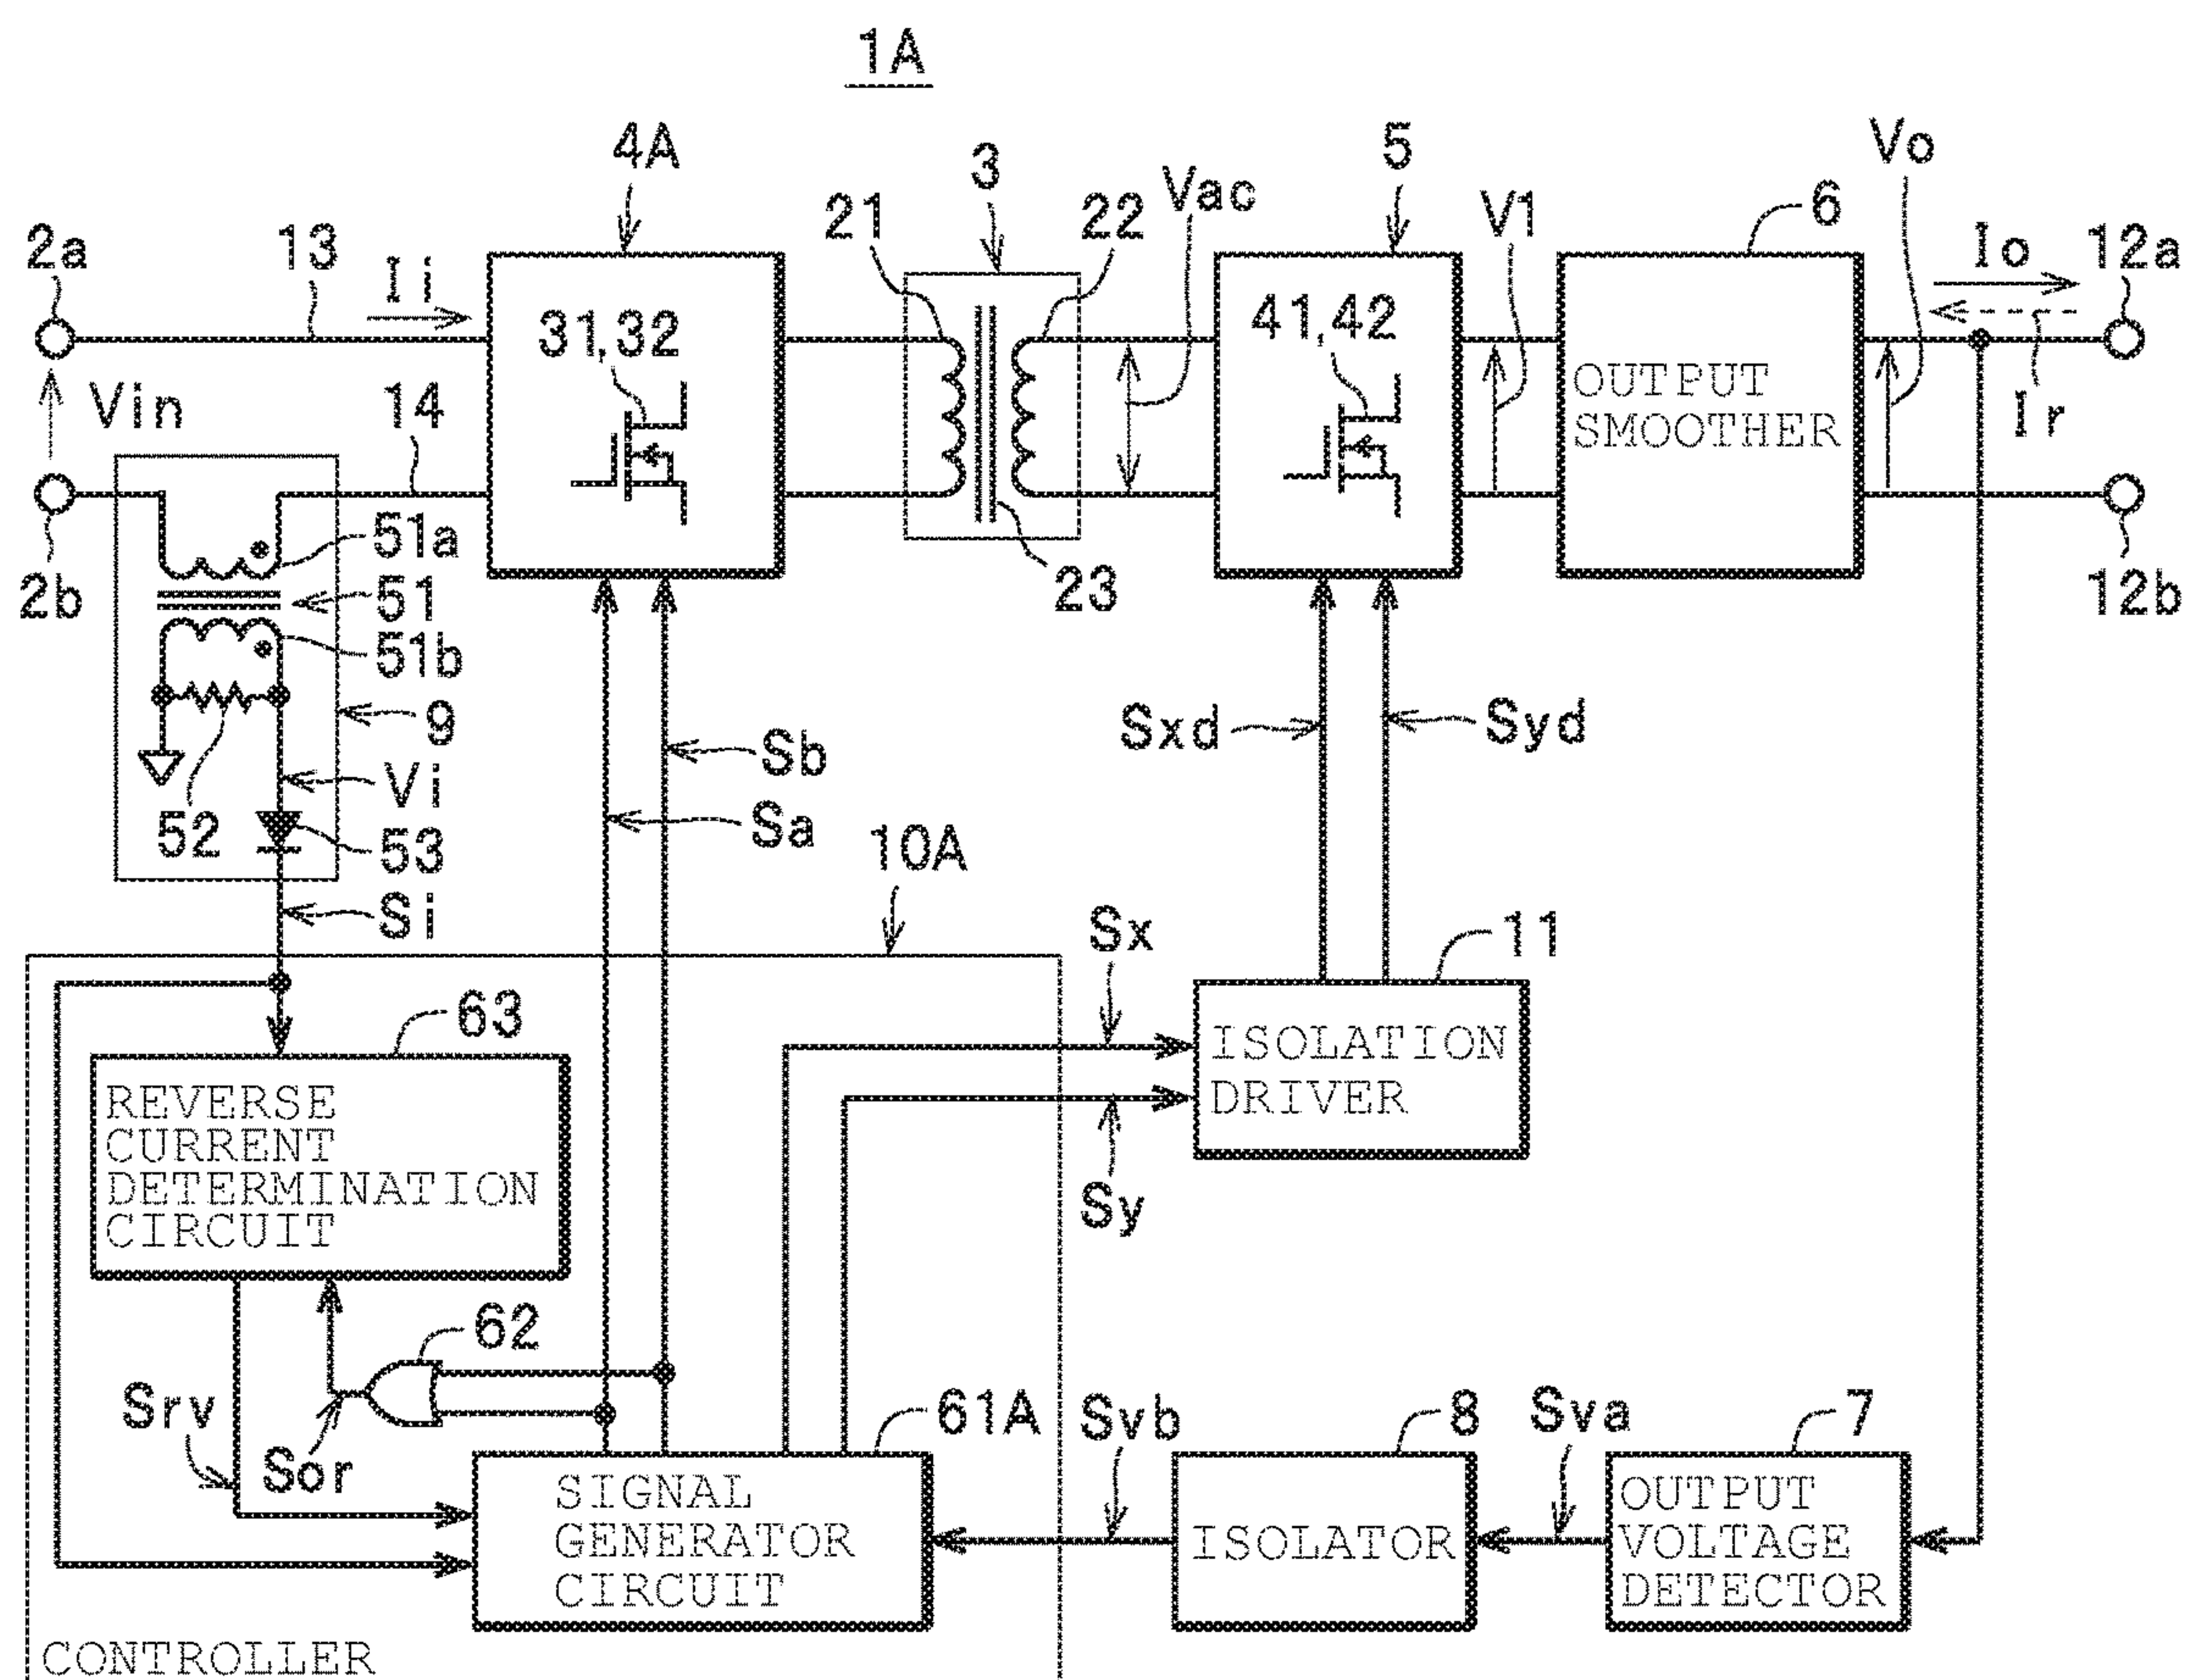 1A
4A
3
5
Vo
21
Vac
22
V1
6
2a
13
Ii
Io
12a
31,32
41,42
Vin
14
OUTPUT
SMOOTHER
Ir
2b
51a
51
51b
23
12b
52
9
Vi
53
Sb
Sa
Sxd
Syd
Si
10A
Sx
11
63
ISOLATION
DRIVER
REVERSE
CURRENT
DETERMINATION
CIRCUIT
Sy
62
Srv
Sor
61A
Svb
8
Sva
7
SIGNAL
GENERATOR
CIRCUIT
ISOLATOR
OUTPUT
VOLTAGE
DETECTOR
CONTROLLER